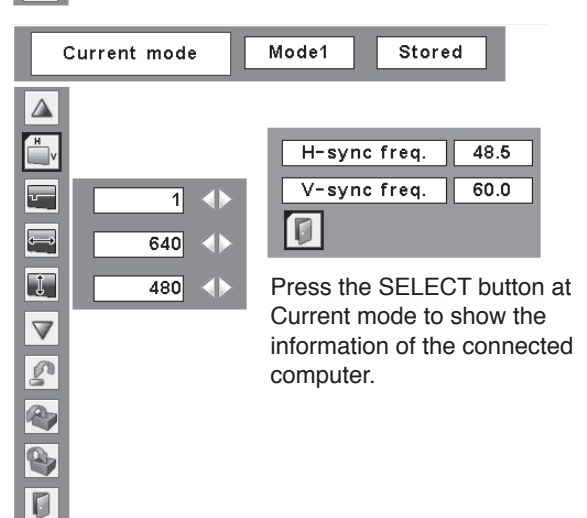 Current mode Mode1 Stored
H V
H-sync freq. 48.5
V-sync freq. 60.0
1
640
480
Press the SELECT button at
Current mode to show the
information of the connected
computer.